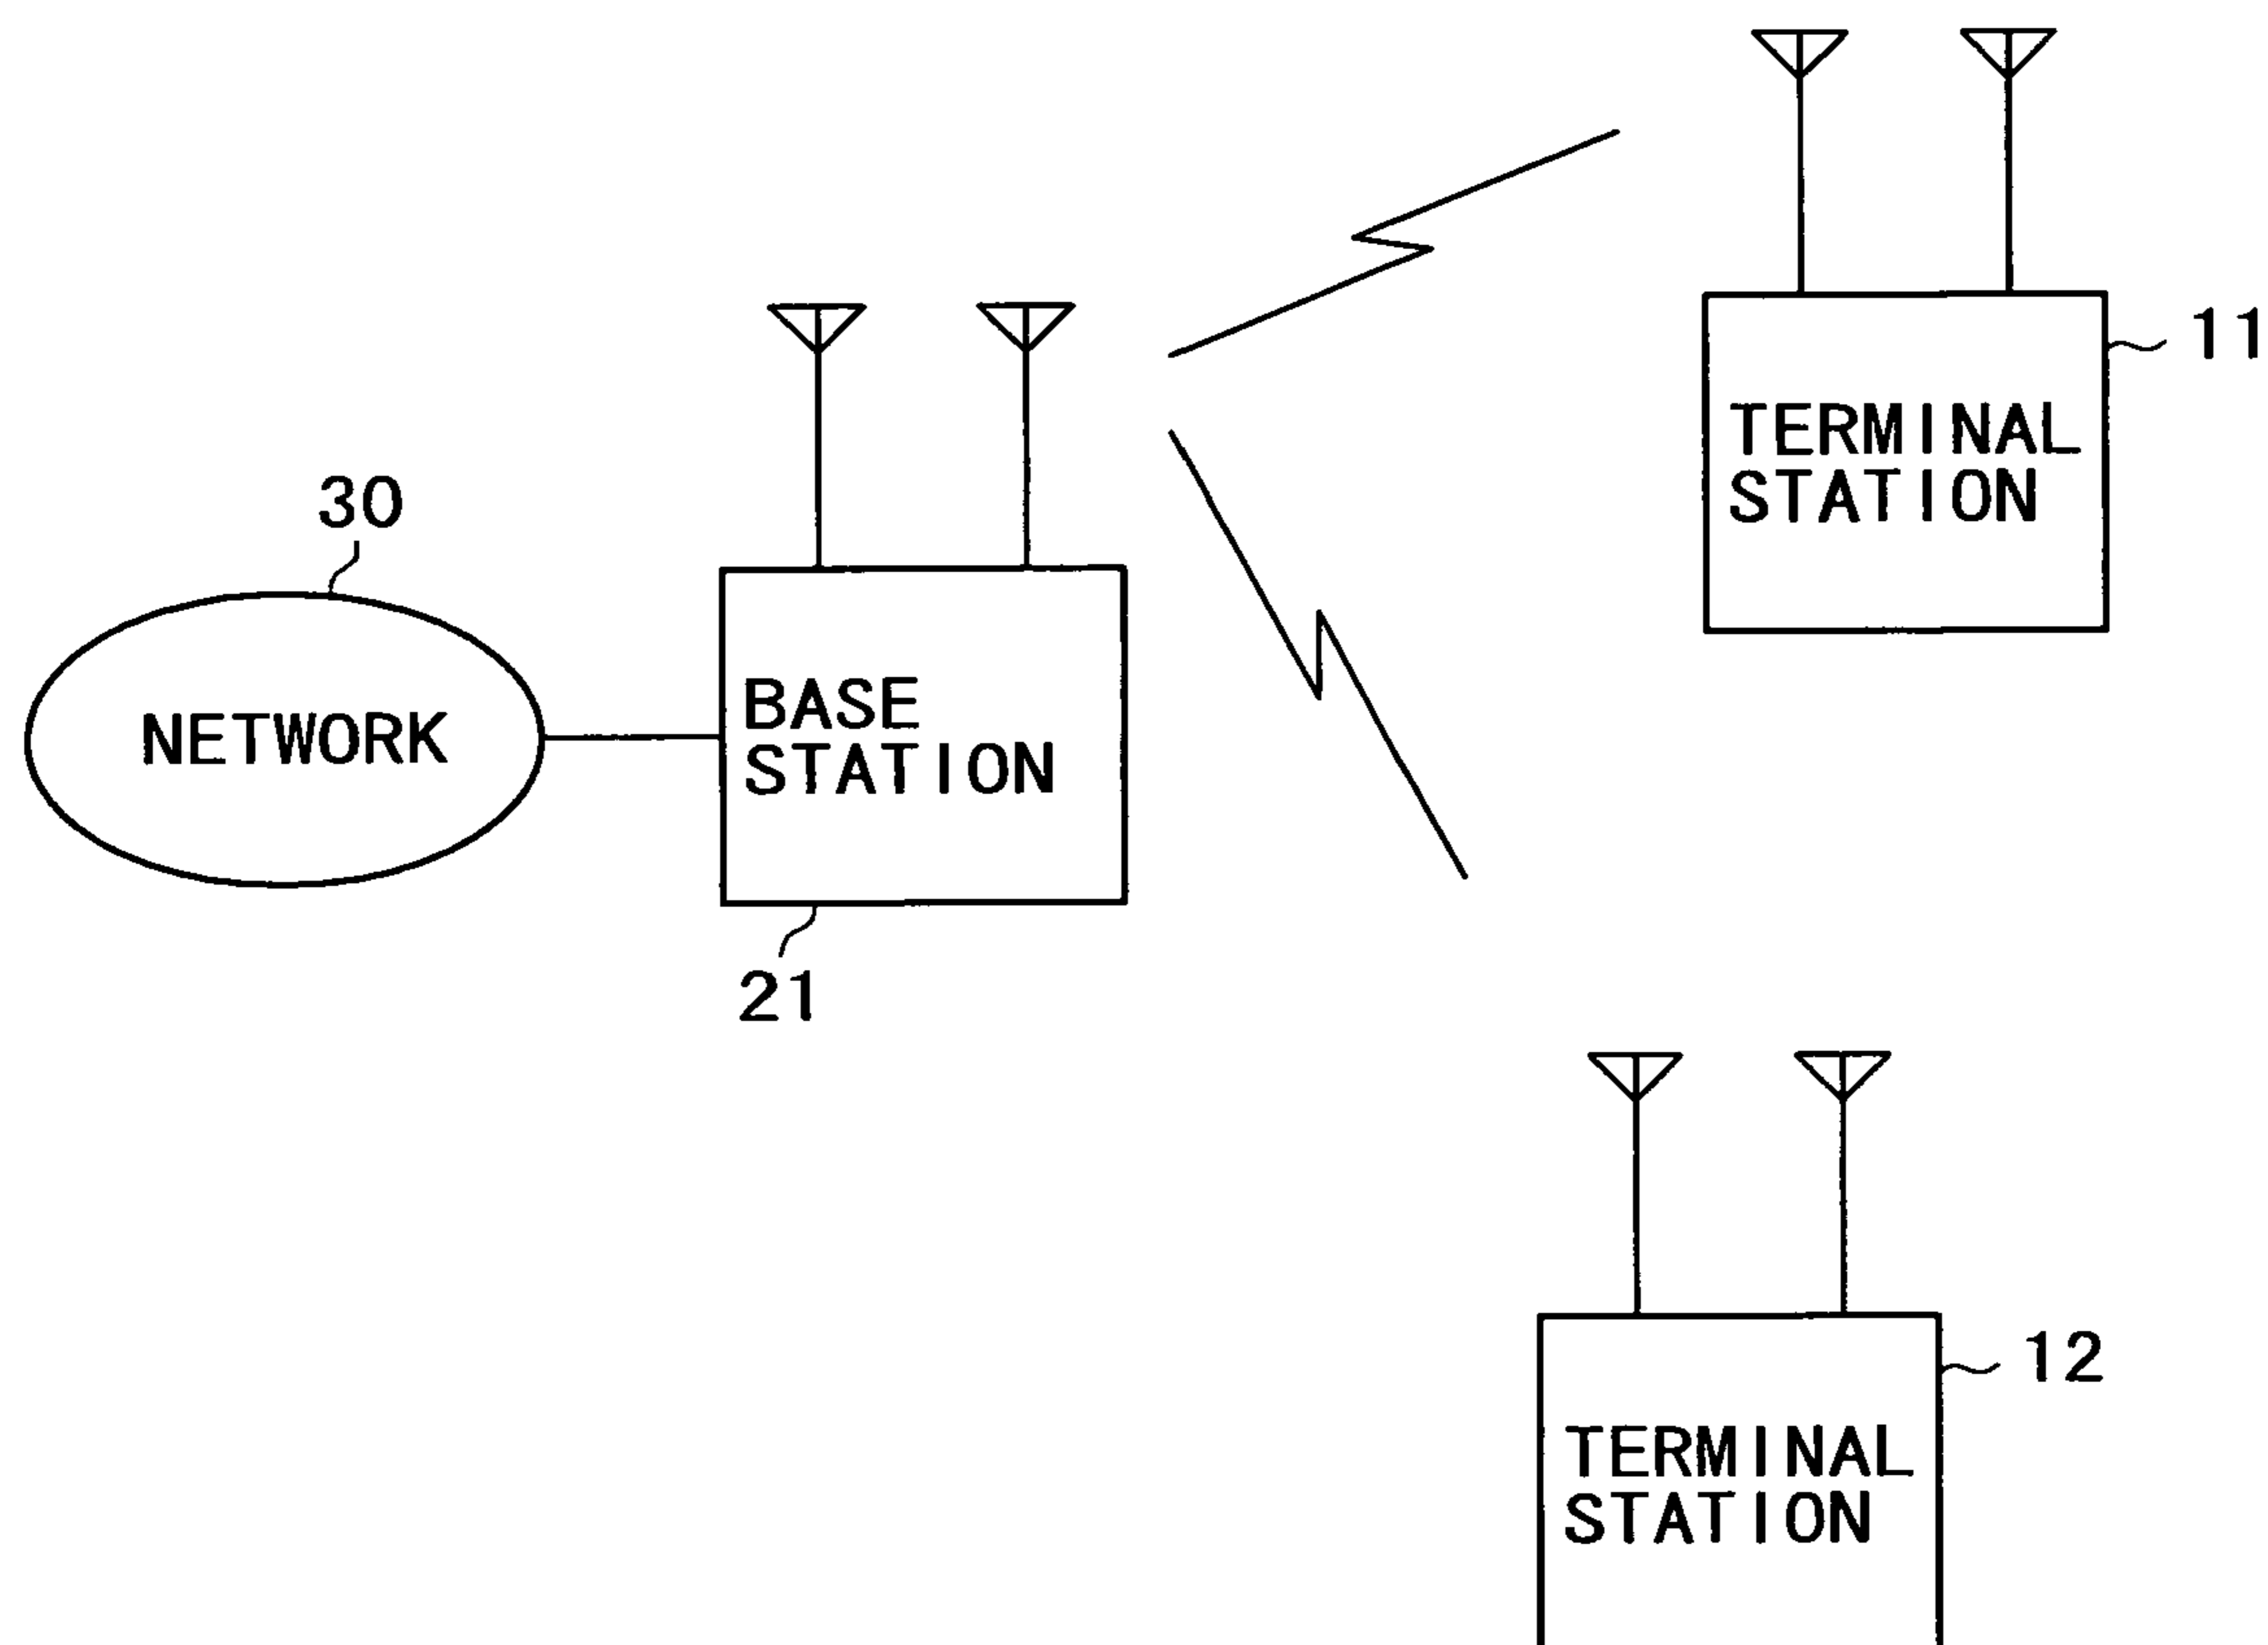 11
TERMINAL
STATION
30
NETWORK
BASE
STATION
21
12
TERMINAL
STATION